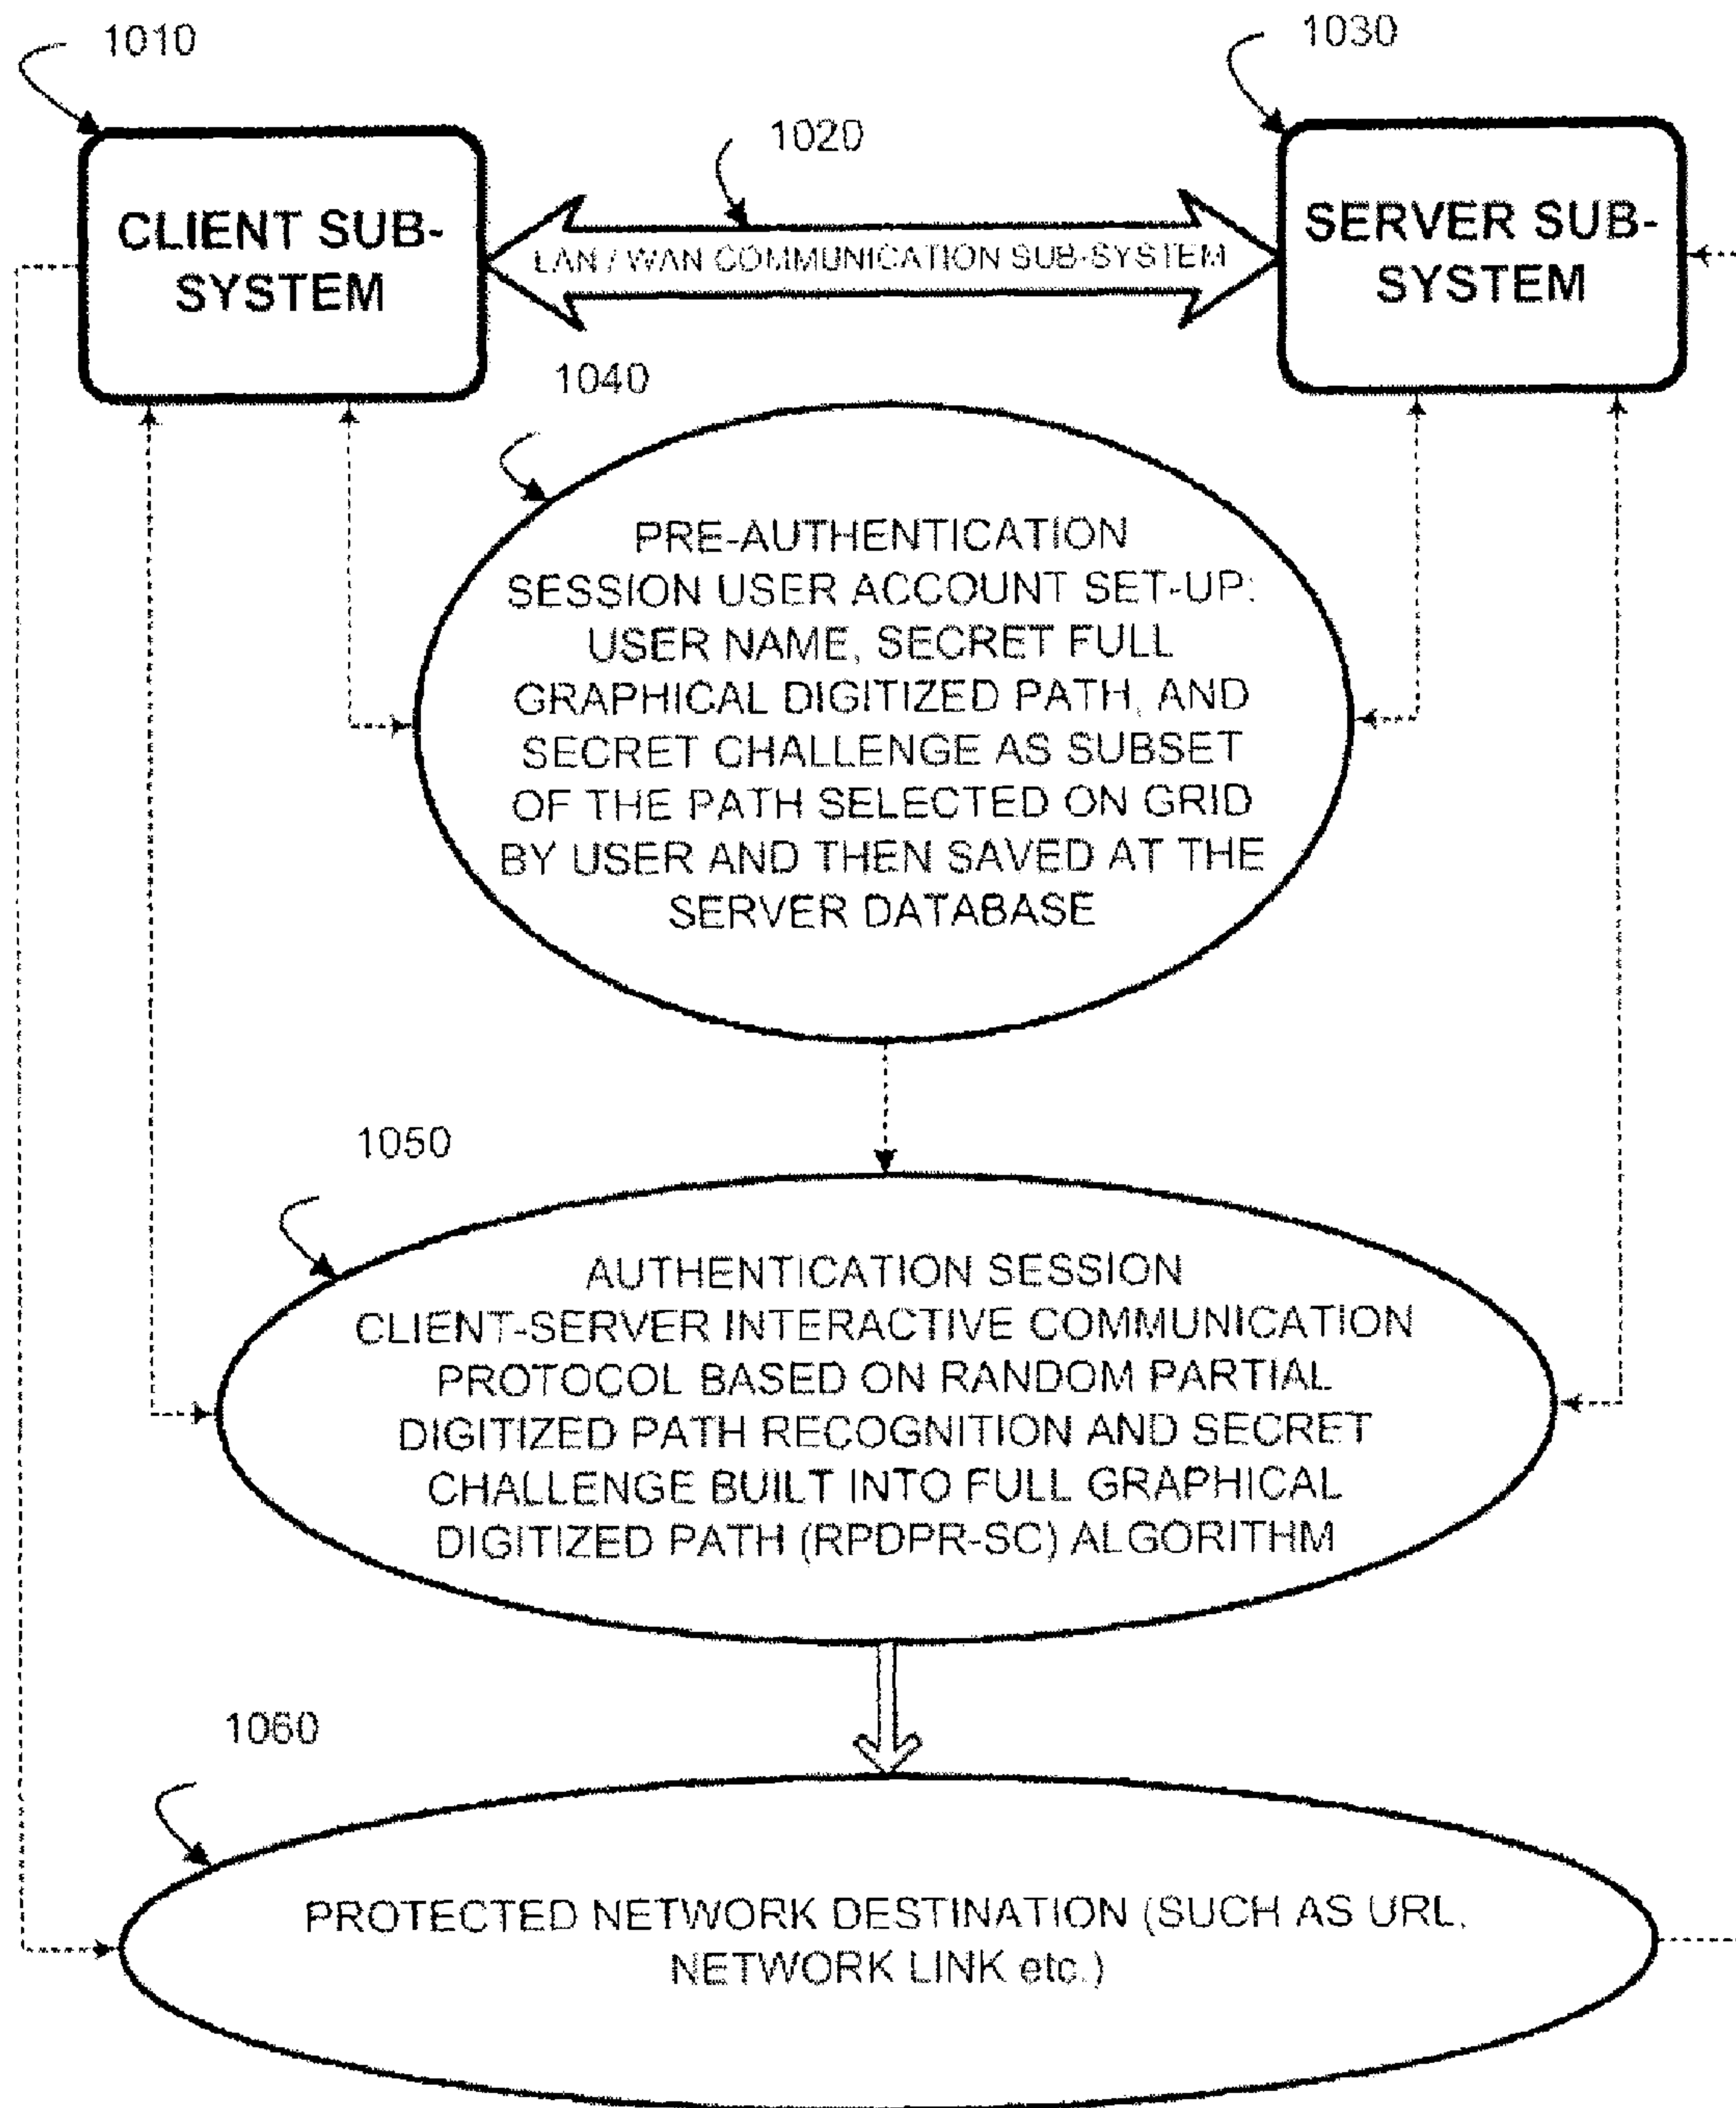 1010
1030
1020
CLIENT SUB-
SYSTEM
LAN / WAN COMMUNICATION SUB-SYSTEM
SERVER SUB-
SYSTEM
1040
PRE-AUTHENTICATION
SESSION USER ACCOUNT SET-UP:
USER NAME, SECRET FULL
GRAPHICAL DIGITIZED PATH, AND
SECRET CHALLENGE AS SUBSET
OF THE PATH SELECTED ON GRID
BY USER AND THEN SAVED AT THE
SERVER DATABASE
1050
AUTHENTICATION SESSION
CLIENT-SERVER INTERACTIVE COMMUNICATION
PROTOCOL BASED ON RANDOM PARTIAL
DIGITIZED PATH RECOGNITION AND SECRET
CHALLENGE BUILT INTO FULL GRAPHICAL
DIGITIZED PATH (RPDPR-SC) ALGORITHM
1060
PROTECTED NETWORK DESTINATION (SUCH AS URL,
NETWORK LINK etc.)